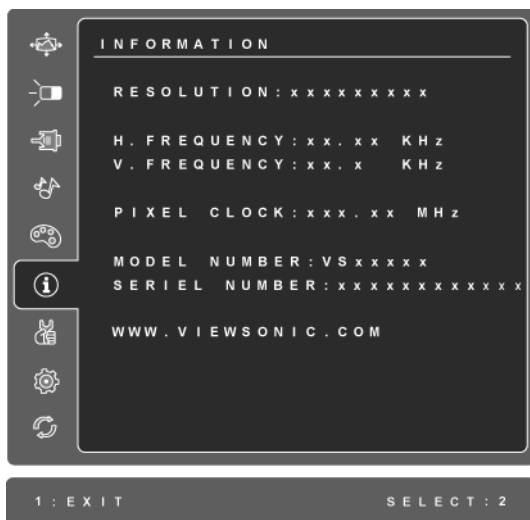 INFORMATION
RESOLUTION:xxxxxxxxx
H. FREQUENCY:xx.xx KHz
V. FREQUENCY:xx.x KHz
PIXEL CLOCK:xxx.xx MHz
MODEL NUMBER:VSxxxxx
SERIEL NUMBER:xxxxxxxxxxxx
WWW.VIEWSONIC.COM
1:EXIT SELECT:2